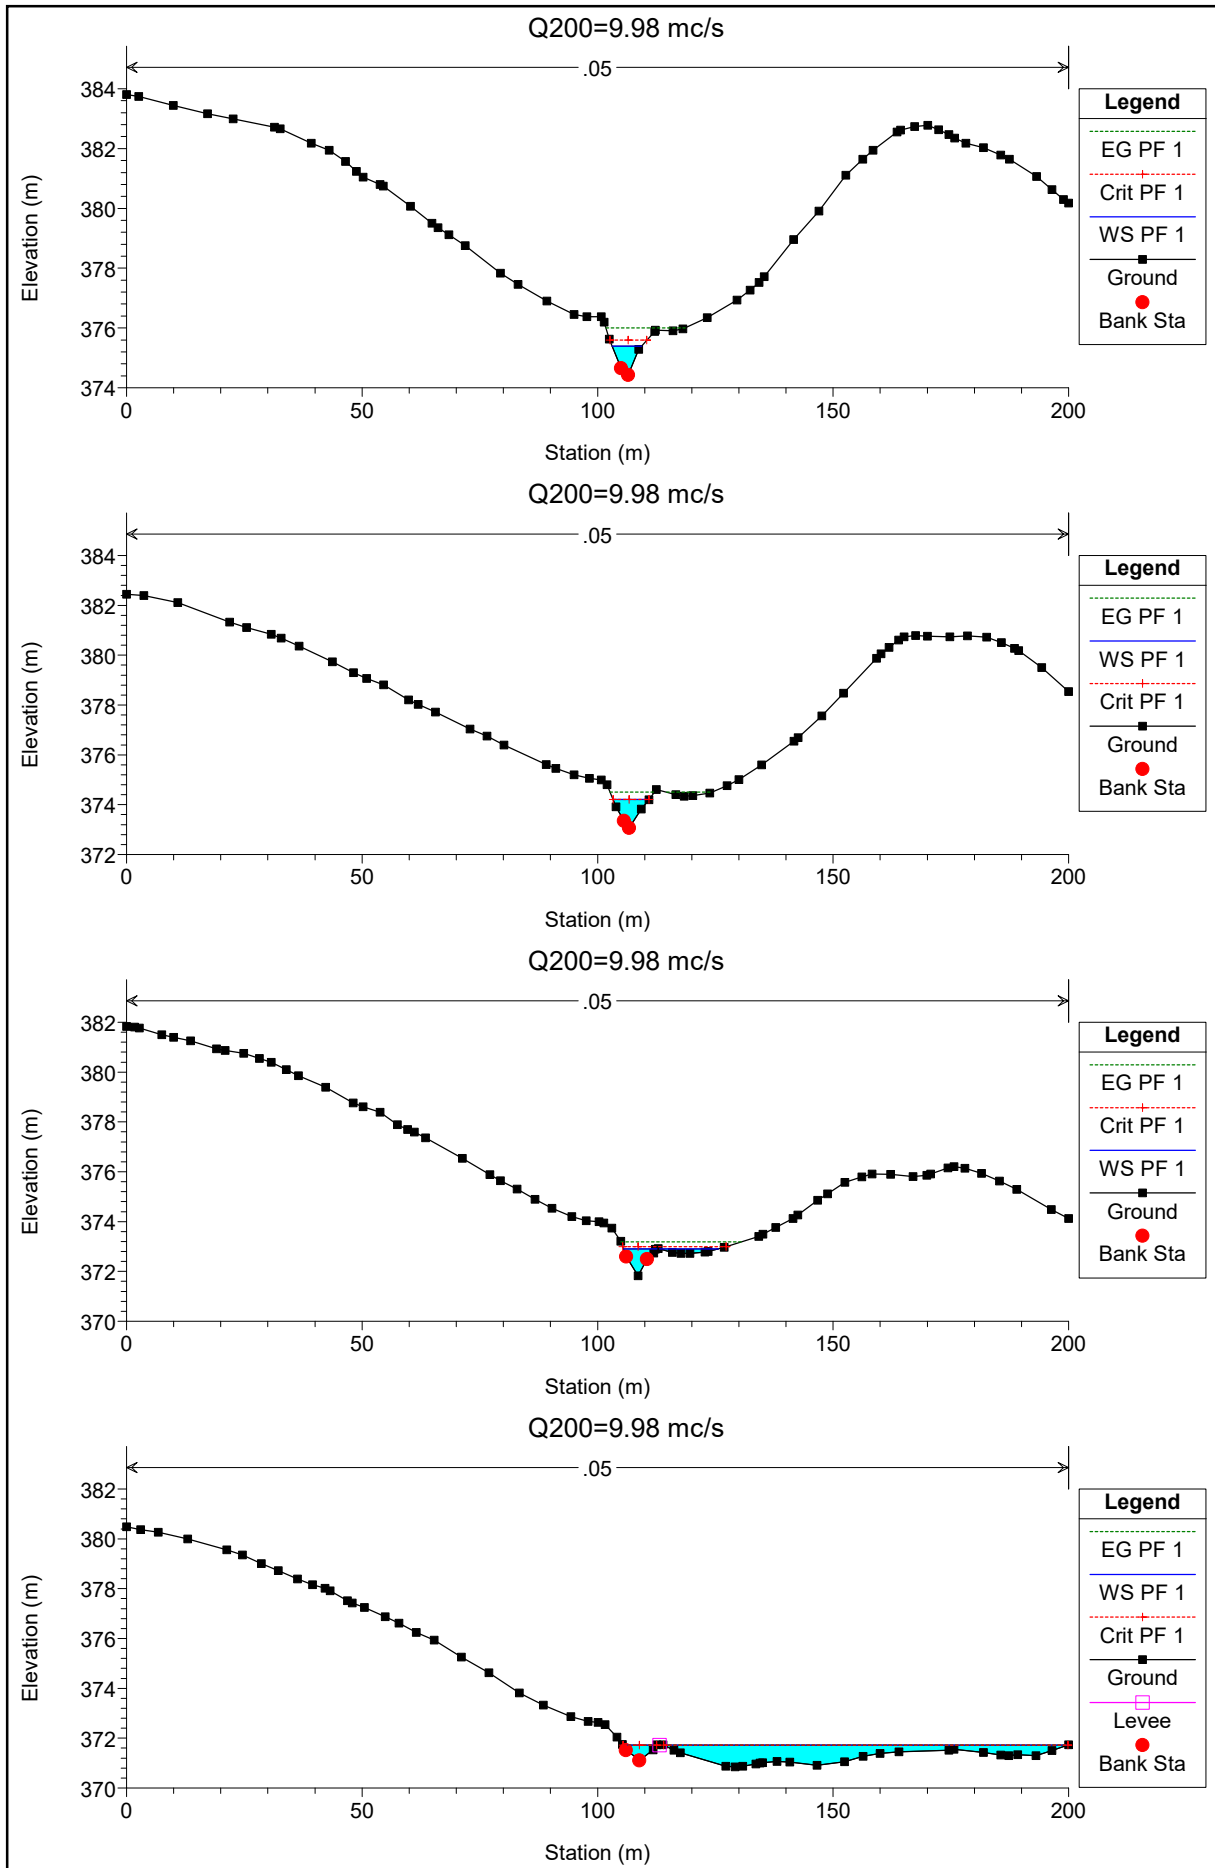 Q200=9.98 mc/s
.05
384
382
380
378
376
374
Elevation (m)
0
50
100
150
200
Station (m)
Legend
EG PF 1
Crit PF 1
WS PF 1
Ground
Bank Sta
Q200=9.98 mc/s
.05
384
382
380
378
376
374
372
Elevation (m)
0
50
100
150
200
Station (m)
Legend
EG PF 1
WS PF 1
Crit PF 1
Ground
Bank Sta
Q200=9.98 mc/s
.05
382
380
378
376
374
372
370
Elevation (m)
0
50
100
150
200
Station (m)
Legend
EG PF 1
Crit PF 1
WS PF 1
Ground
Bank Sta
Q200=9.98 mc/s
.05
382
380
378
376
374
372
370
Elevation (m)
0
50
100
150
200
Station (m)
Legend
EG PF 1
WS PF 1
Crit PF 1
Ground
Levee
Bank Sta